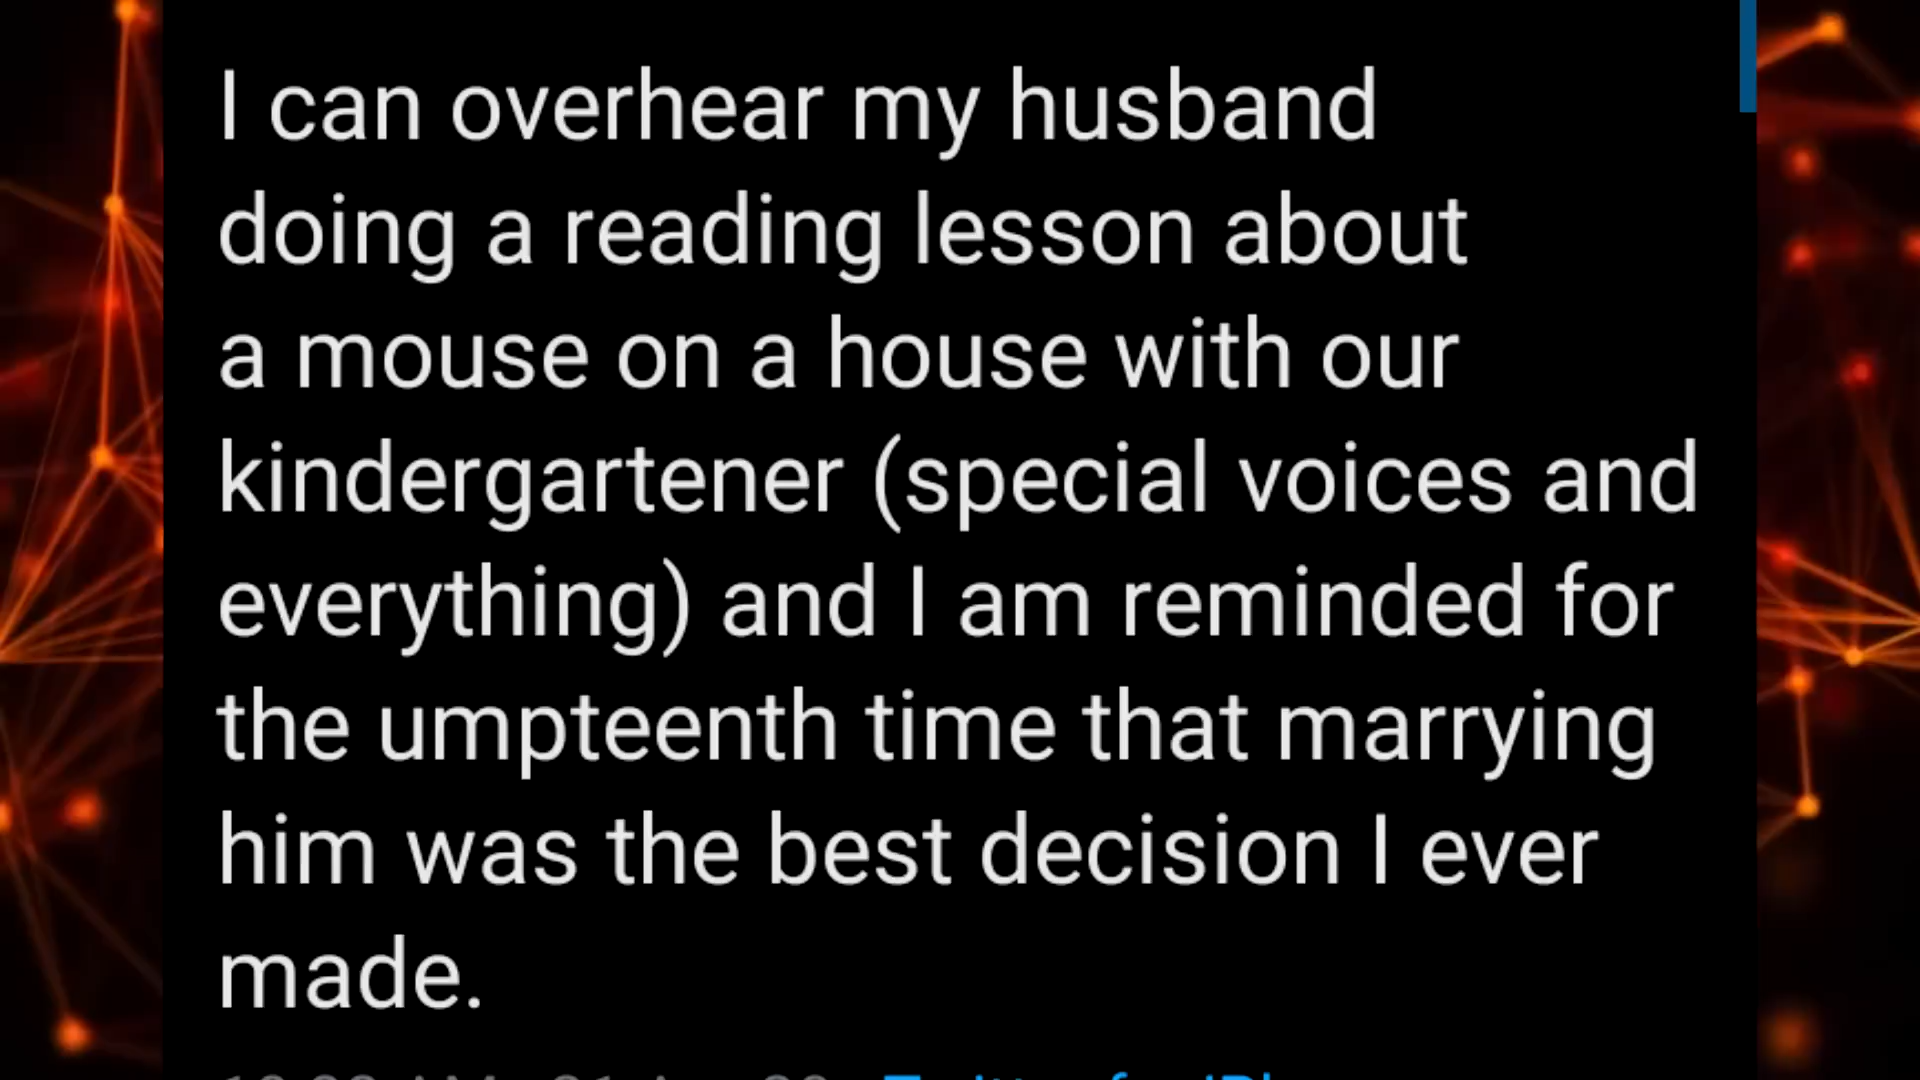 I can overhear my husband
doing a reading lesson about
a mouse on a house with our
kindergartener (special voices and
everything) and I am reminded for
the umpteenth time that marrying
him was the best decision I ever
made.